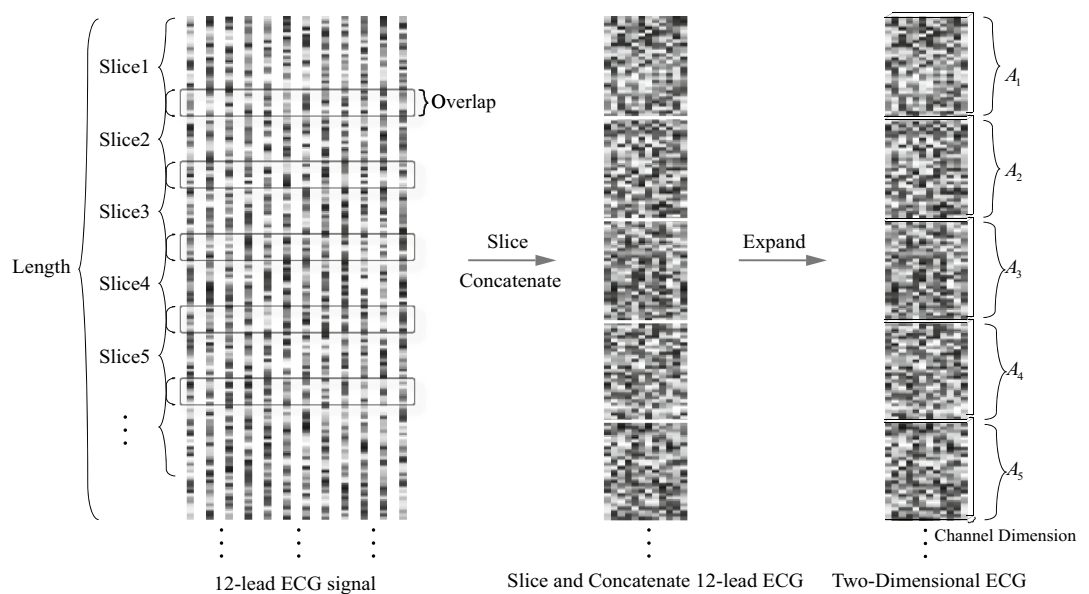 Slice1
Overlap
Slice2
Slice3
Length
Slice4
Slice5
Slice
Concatenate
Expand
A1
A2
A3
A4
A5
Channel Dimension
12-lead ECG signal
Slice and Concatenate 12-lead ECG
Two-Dimensional ECG